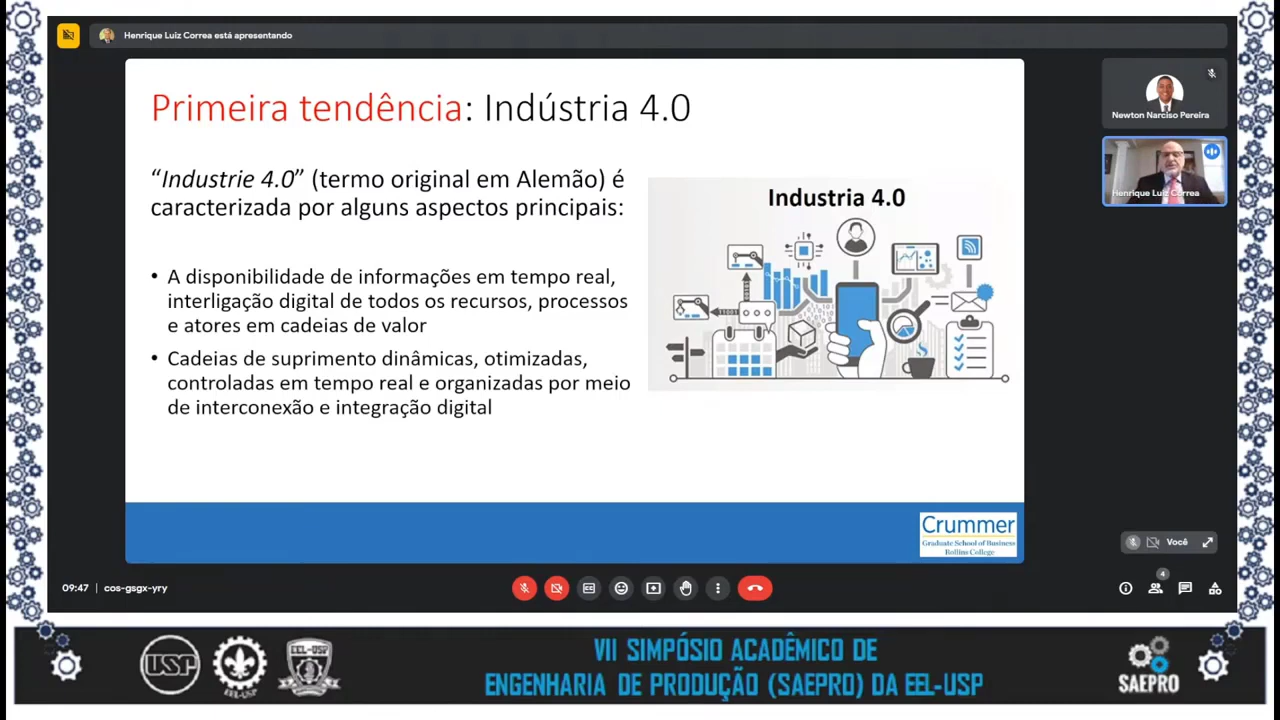 Henrique Luiz Correa está apresentando
Primeira tendência: Indústria 4.0
“Industrie 4.0” (termo original em Alemão) é
caracterizada por alguns aspectos principais:
• A disponibilidade de informações em tempo real,
interligação digital de todos os recursos, processos
e atores em cadeias de valor
• Cadeias de suprimento dinâmicas, otimizadas,
controladas em tempo real e organizadas por meio
de interconexão e integração digital
Industria 4.0
Crummer
Graduate School of Business
Rollins College
Newton Narciso Pereira
Henrique Luiz Correa
Você
09:47 | cos-gsgx-yry
4
USP
EEL-USP
EEL-USP
VII SIMPÓSIO ACADÊMICO DE
ENGENHARIA DE PRODUÇÃO (SAEPRO) DA EEL-USP
SAEPRO